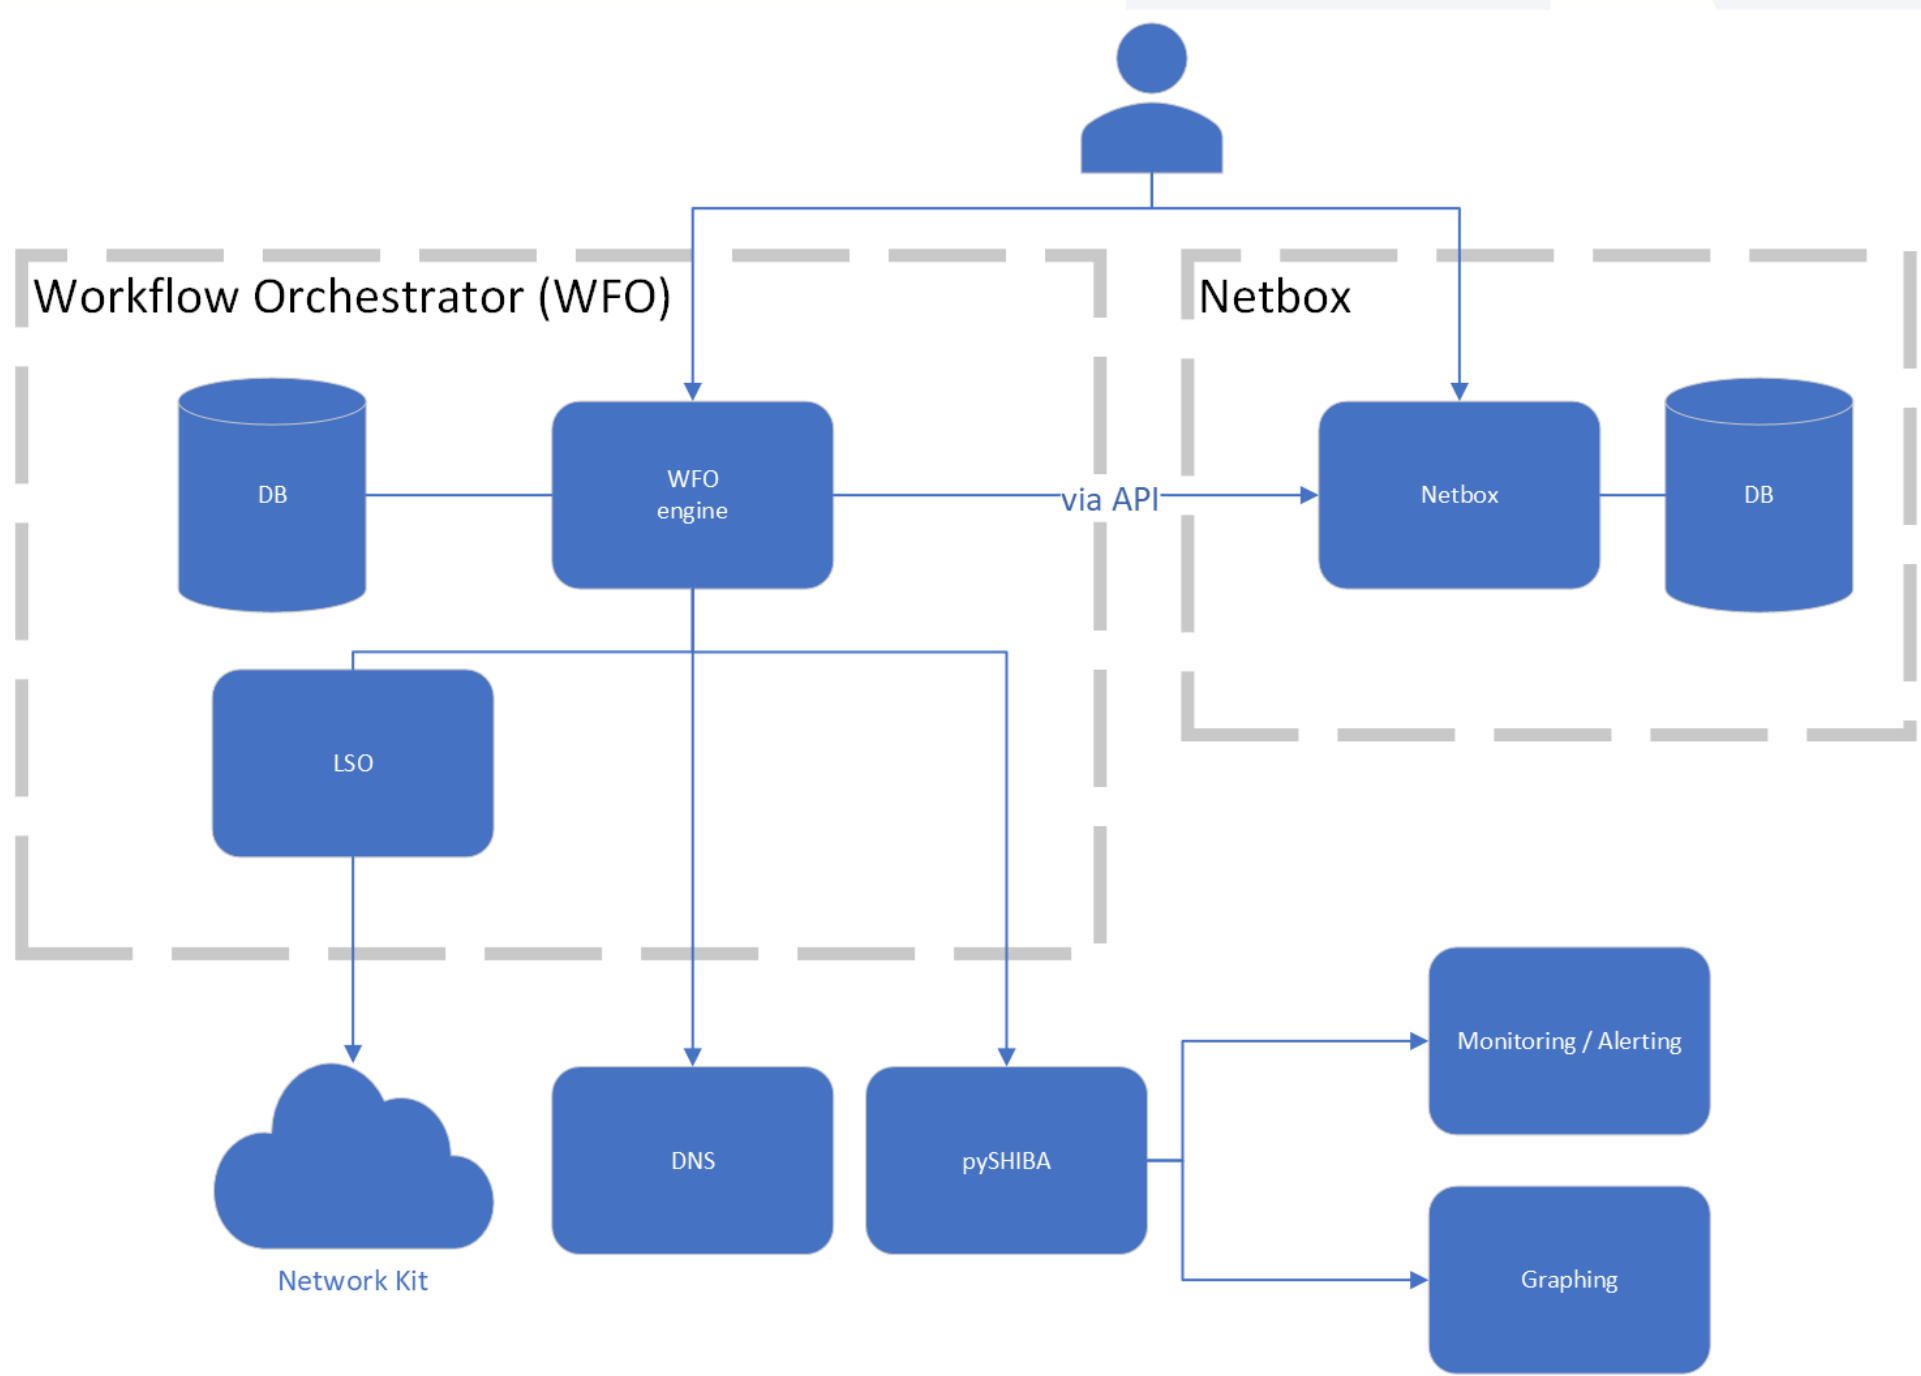 Workflow Orchestrator (WFO)
Netbox
DB
WFO
engine
via API
Netbox
DB
LSO
Monitoring / Alerting
DNS
pySHIBA
Network Kit
Graphing